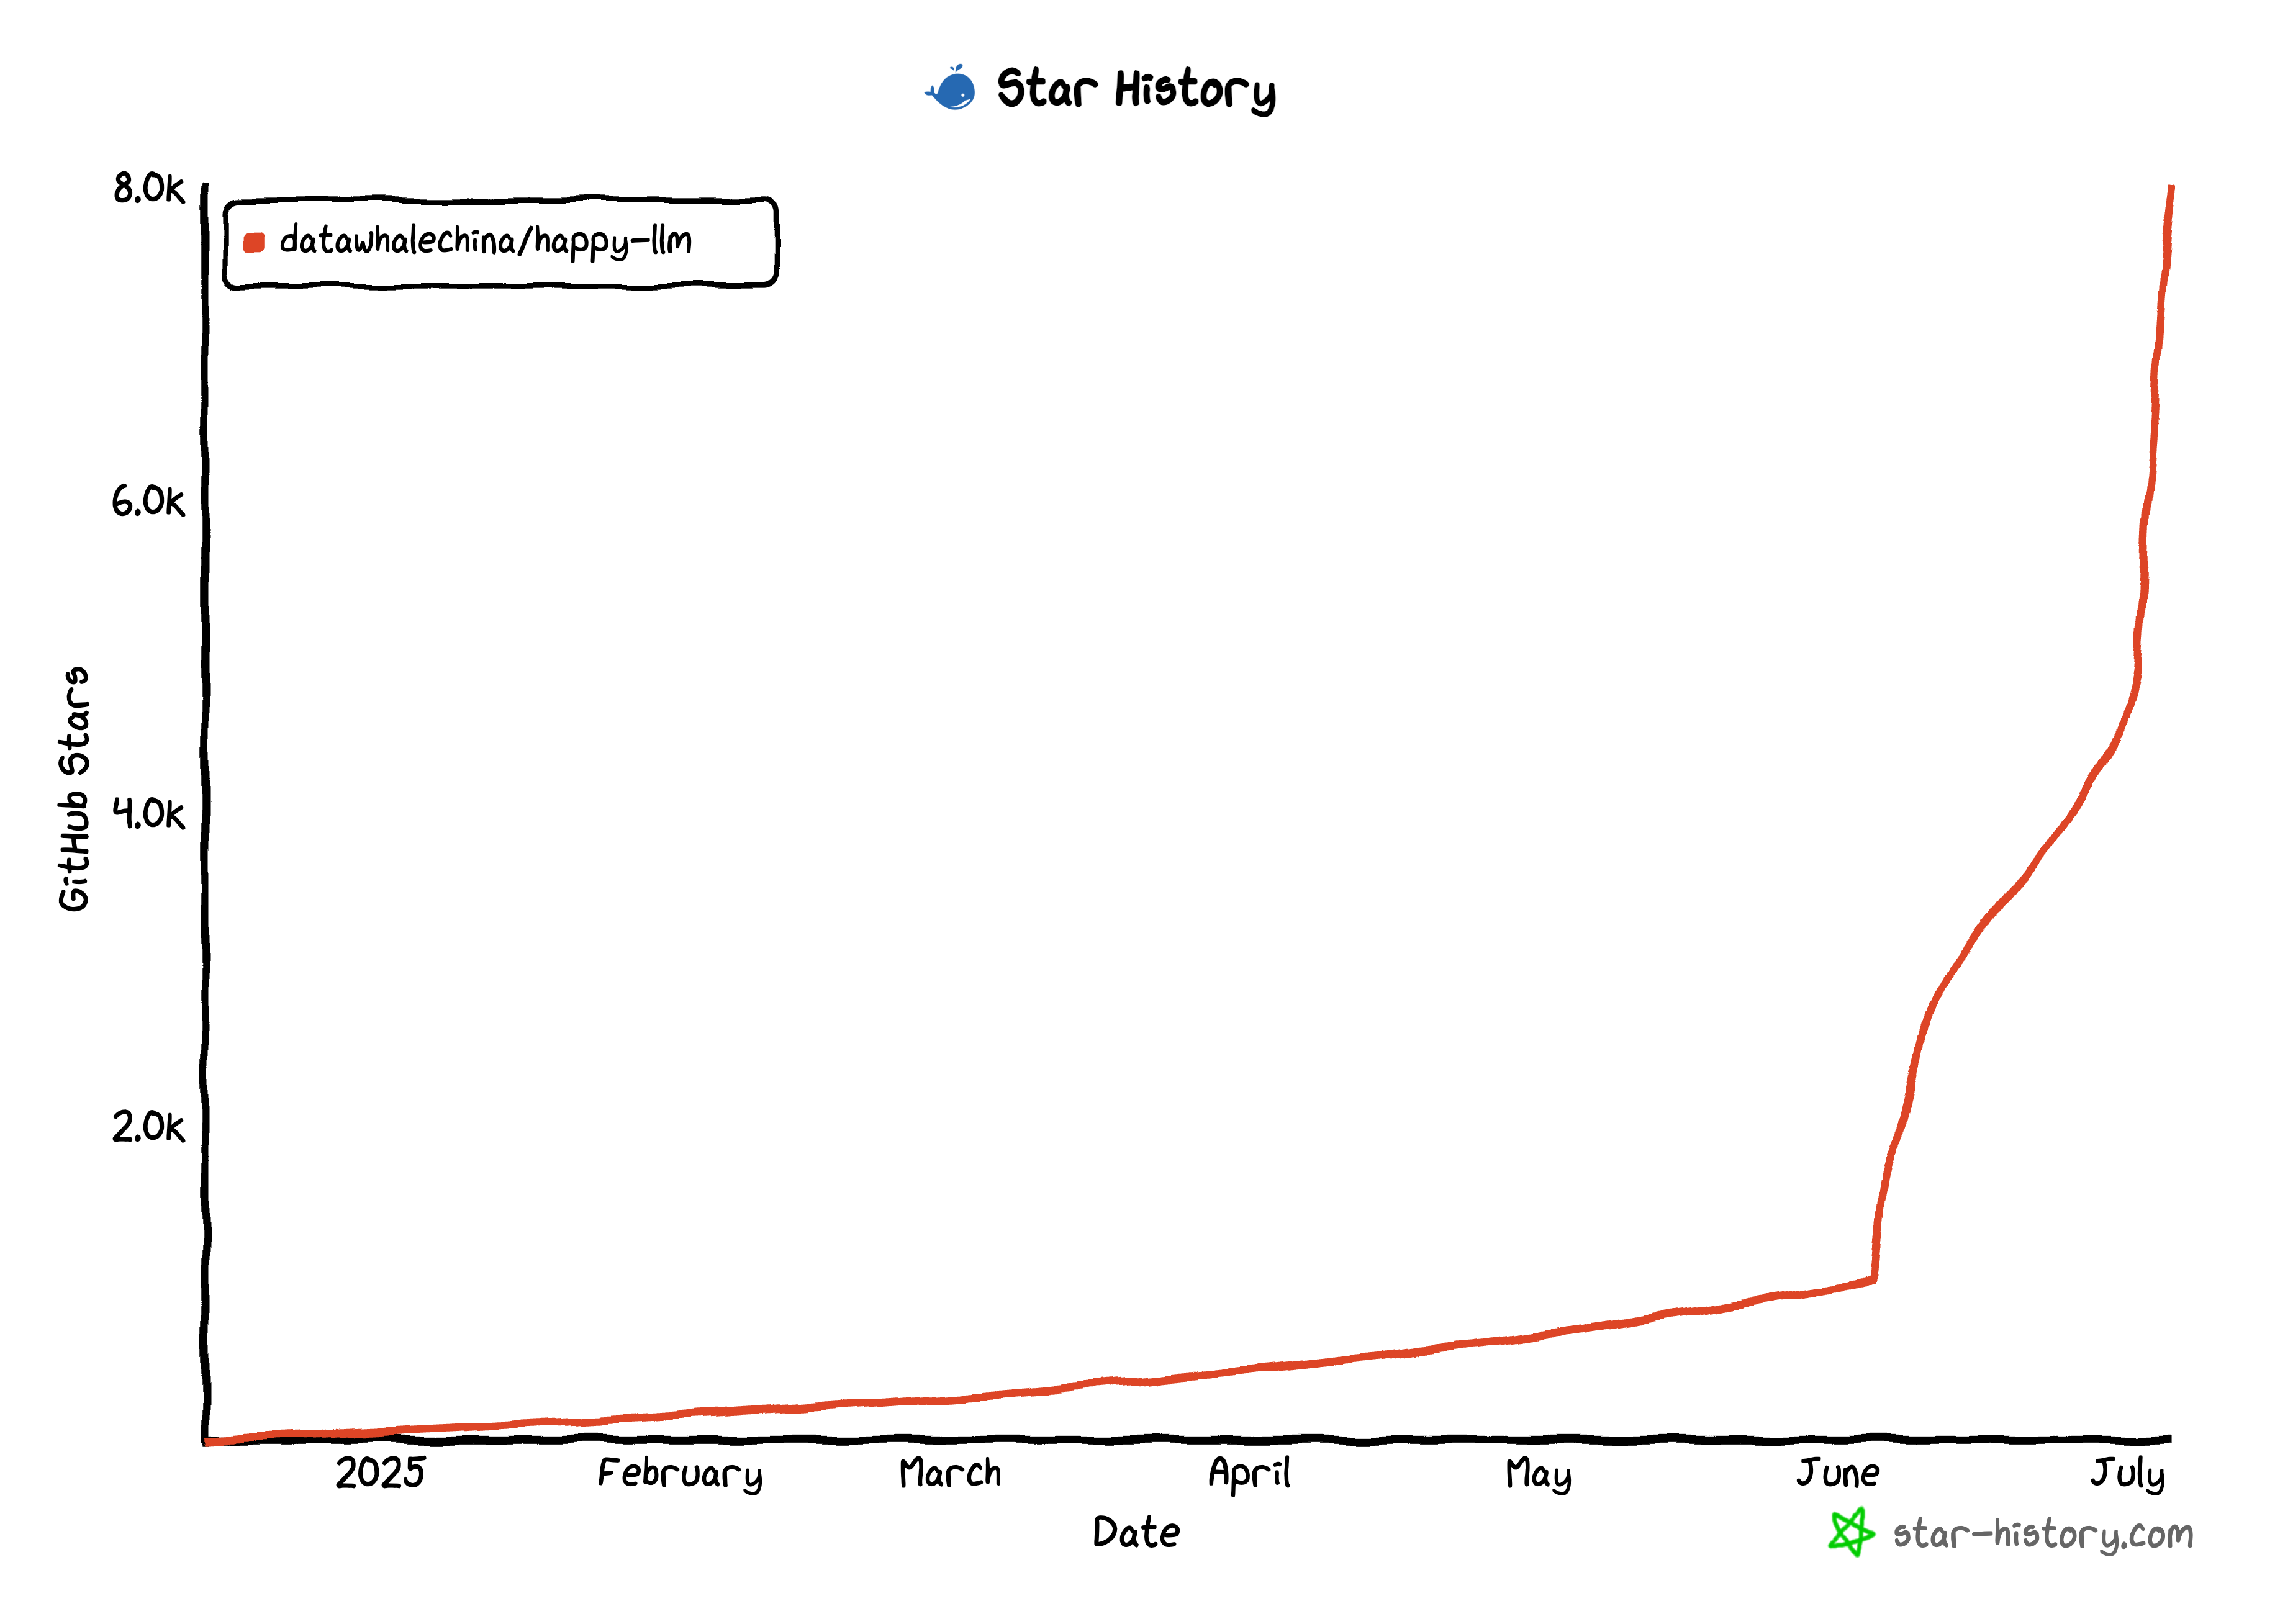 Star History
8.0K
datawhalechina/happy-llm
6.0K
4.0K
2.0K
GitHub Stars
2025 February March April May June July
Date
star-history.com